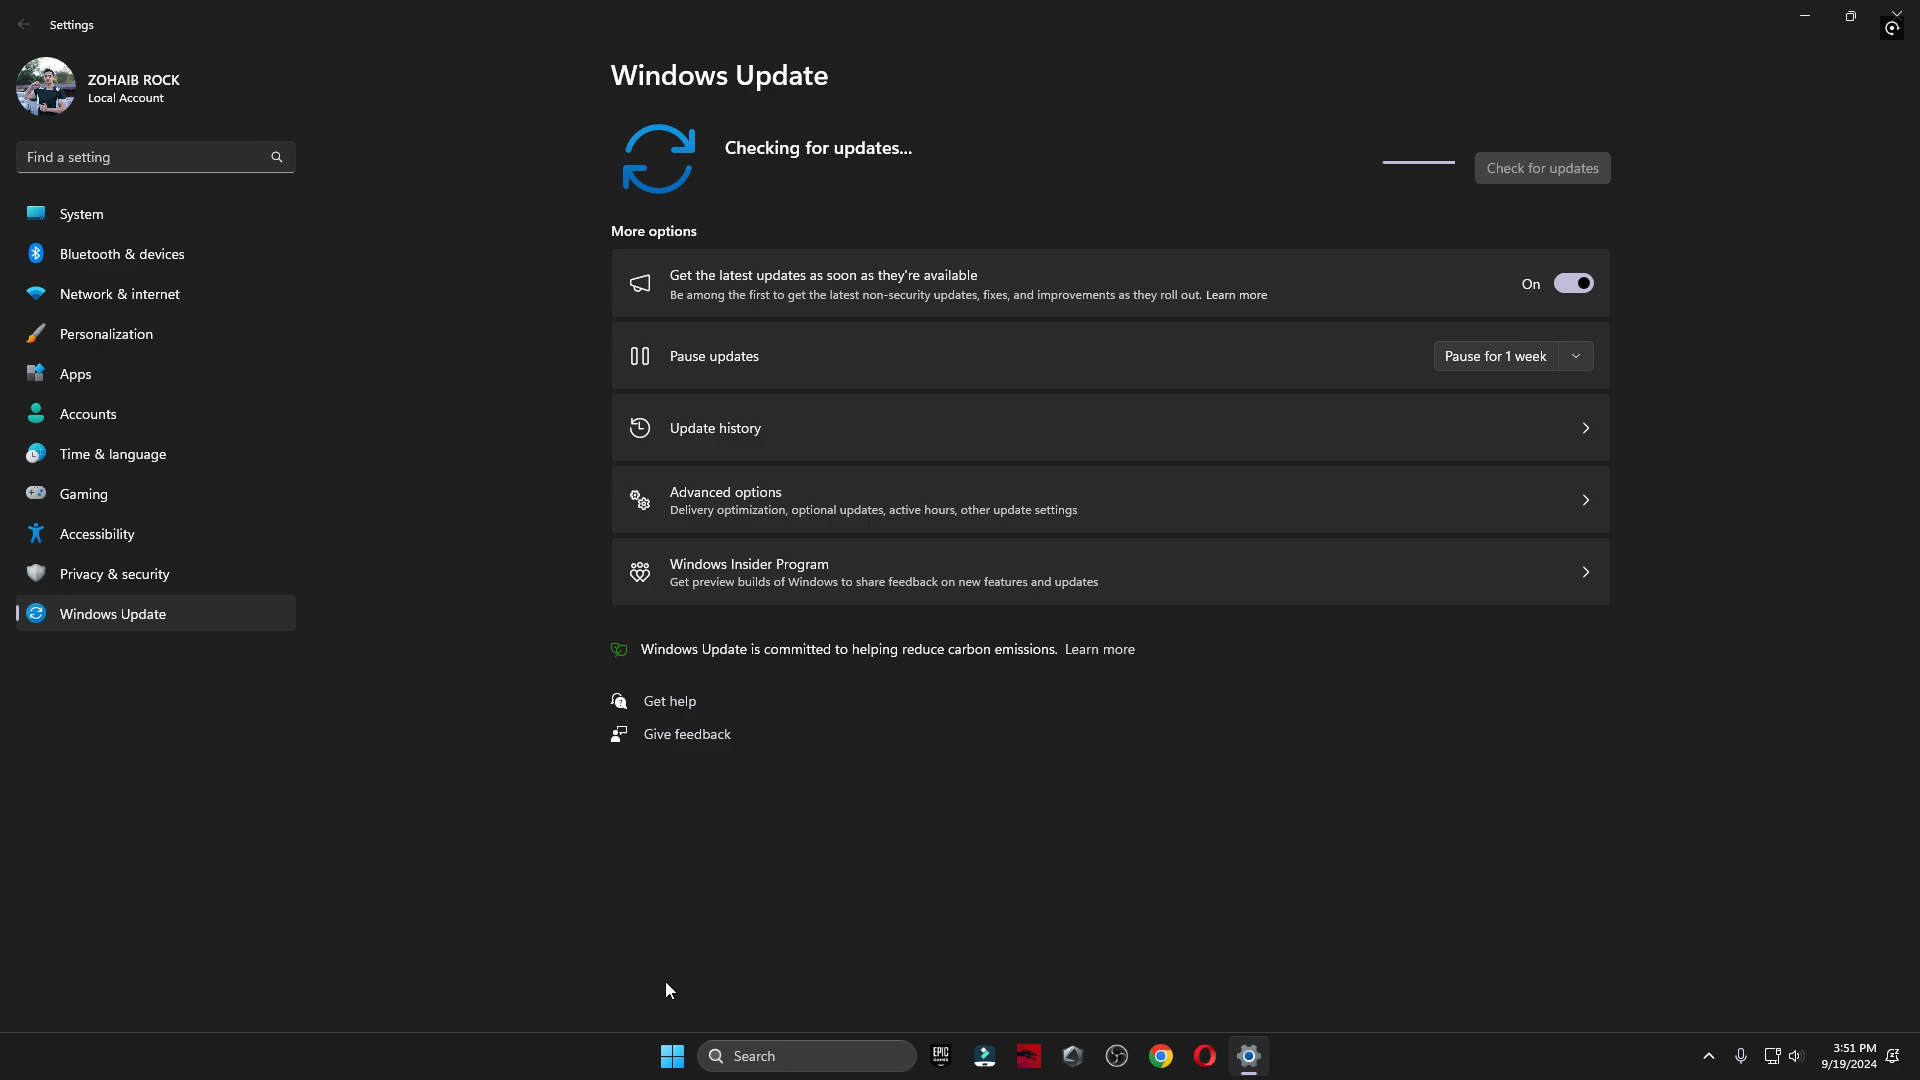 Settings
ZOHAIB ROCK
Local Account
Find a setting
System
Bluetooth & devices
Network & internet
Personalization
Apps
Accounts
Time & language
Gaming
Accessibility
Privacy & security
Windows Update
Windows Update
Checking for updates...
Check for updates
More options
Get the latest updates as soon as they're available
Be among the first to get the latest non-security updates, fixes, and improvements as they roll out. Learn more
On
Pause updates
Pause for 1 week
Update history
Advanced options
Delivery optimization, optional updates, active hours, other update settings
Windows Insider Program
Get preview builds of Windows to share feedback on new features and updates
Windows Update is committed to helping reduce carbon emissions. Learn more
Get help
Give feedback
Search
EPIC
GAMES
3:51 PM
9/19/2024